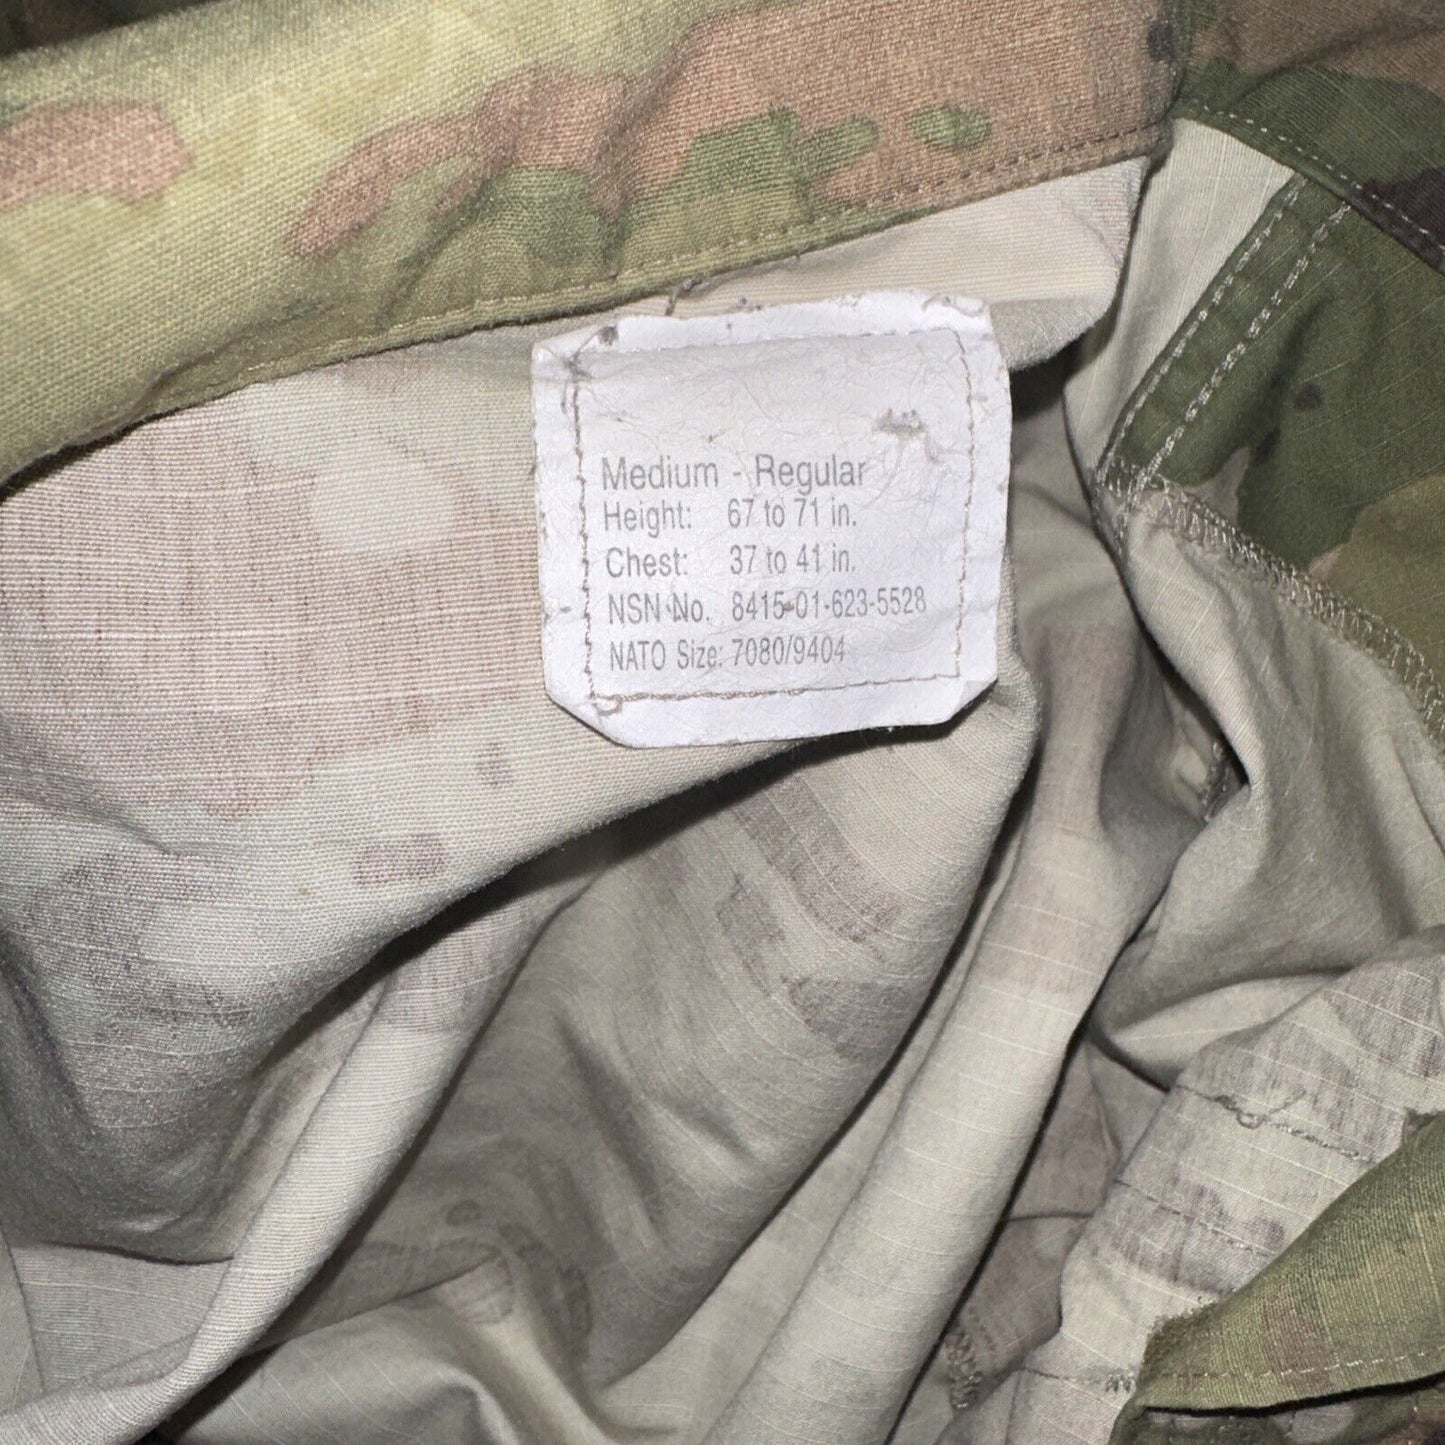 Medium - Regular
Height: 67 to 71 in.
Chest: 37 to 41 in.
NSN No. 8415-01-623-5528
NATO Size: 7080/9404